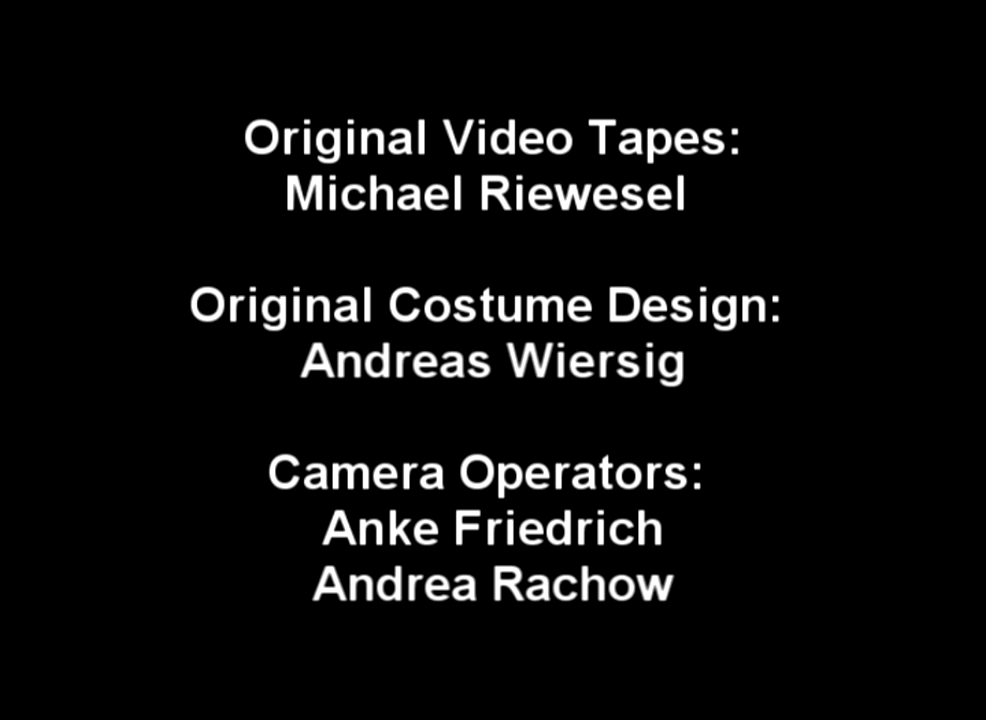 Original Video Tapes:
Michael Riewesel
Original Costume Design:
Andreas Wiersig
Camera Operators:
Anke Friedrich
Andrea Rachow